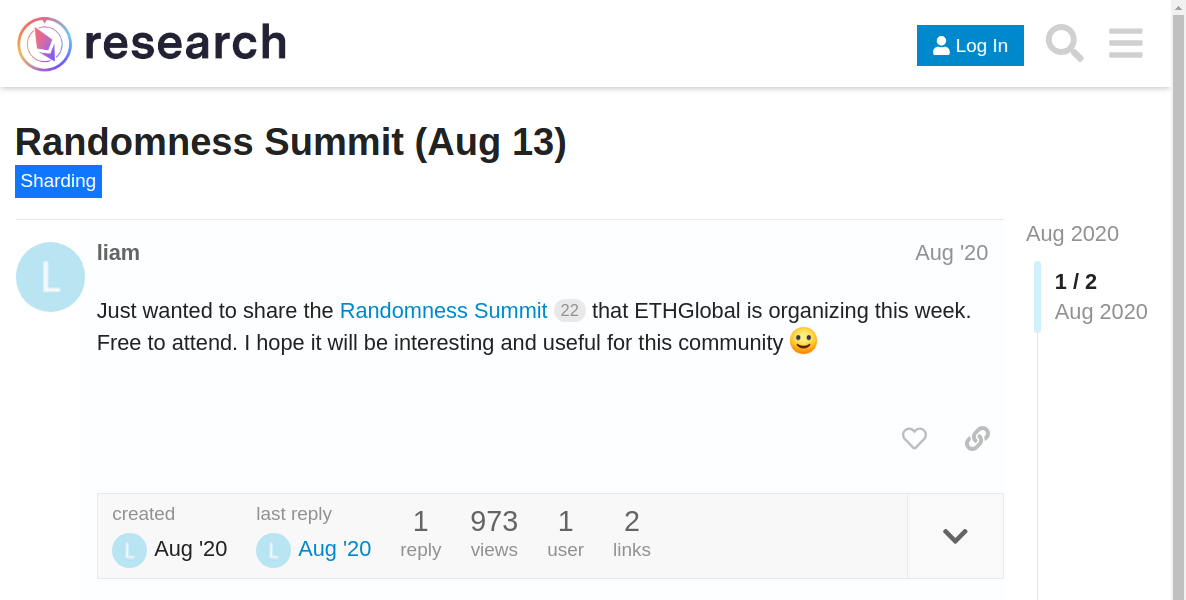 research
Log In
Randomness Summit (Aug 13)
Sharding
Aug 2020
L
liam
Aug '20
1 / 2
Aug 2020
Just wanted to share the Randomness Summit 22 that ETHGlobal is organizing this week.
Free to attend. I hope it will be interesting and useful for this community
created
last reply
1
973
1
2
L Aug '20
L Aug '20
reply
views
user
links